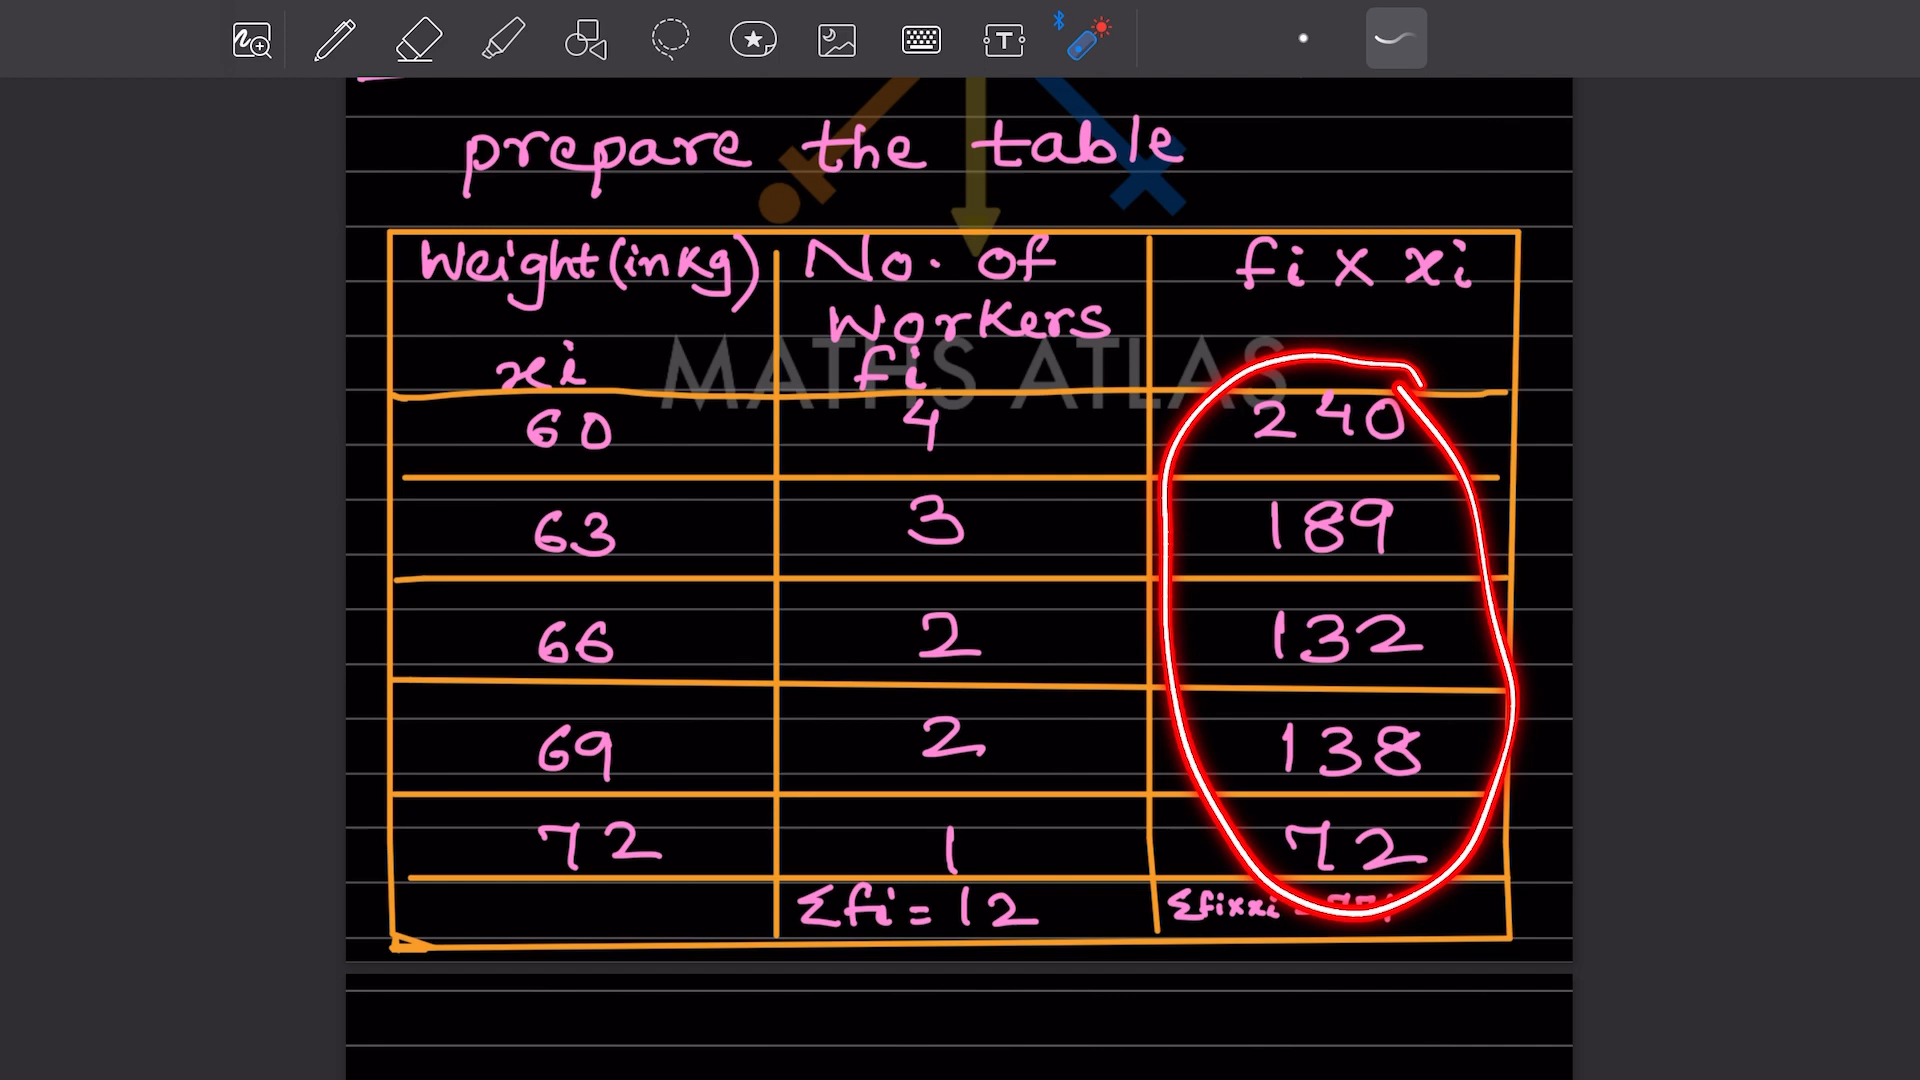 prepare the table
Weight (in Kg) xi
No. of Workers fi
fi x xi
MATHS ATLAS
60 4 240
63 3 189
66 2 132
69 2 138
72 1 72
Σfi = 12 Σfixxi =